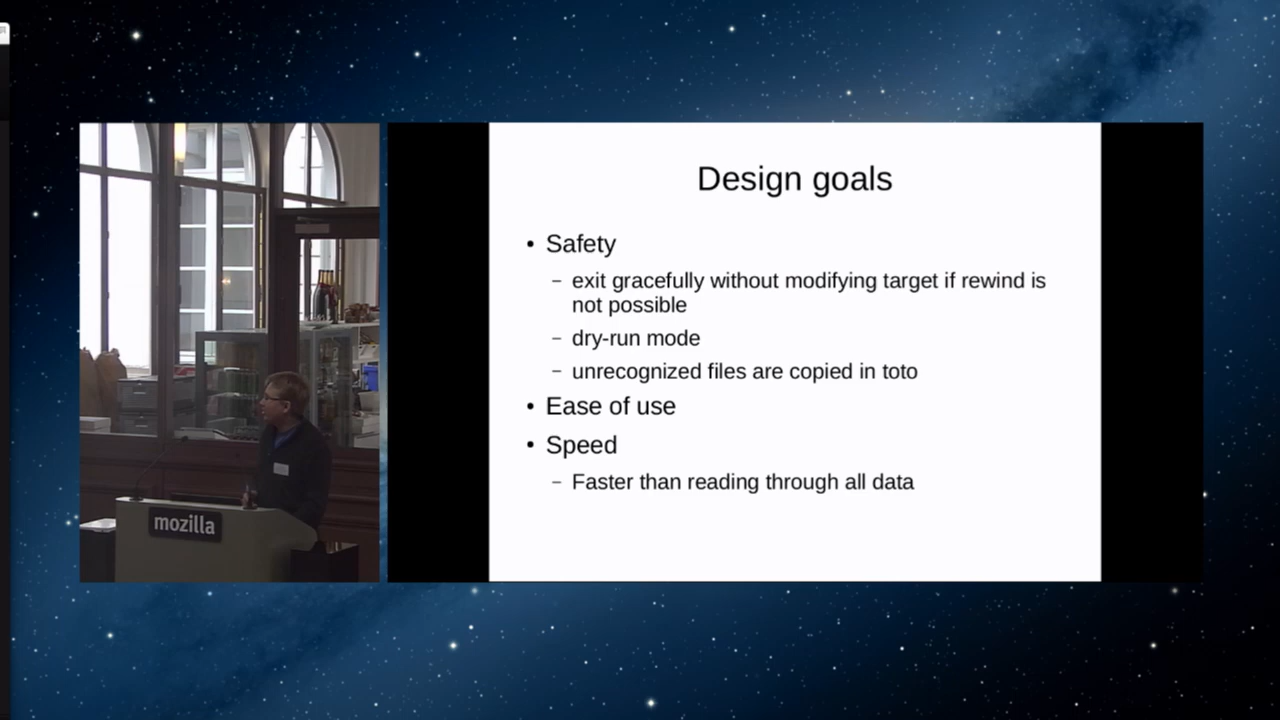 Design goals
• Safety
– exit gracefully without modifying target if rewind is
not possible
– dry-run mode
– unrecognized files are copied in toto
• Ease of use
• Speed
– Faster than reading through all data
mozilla